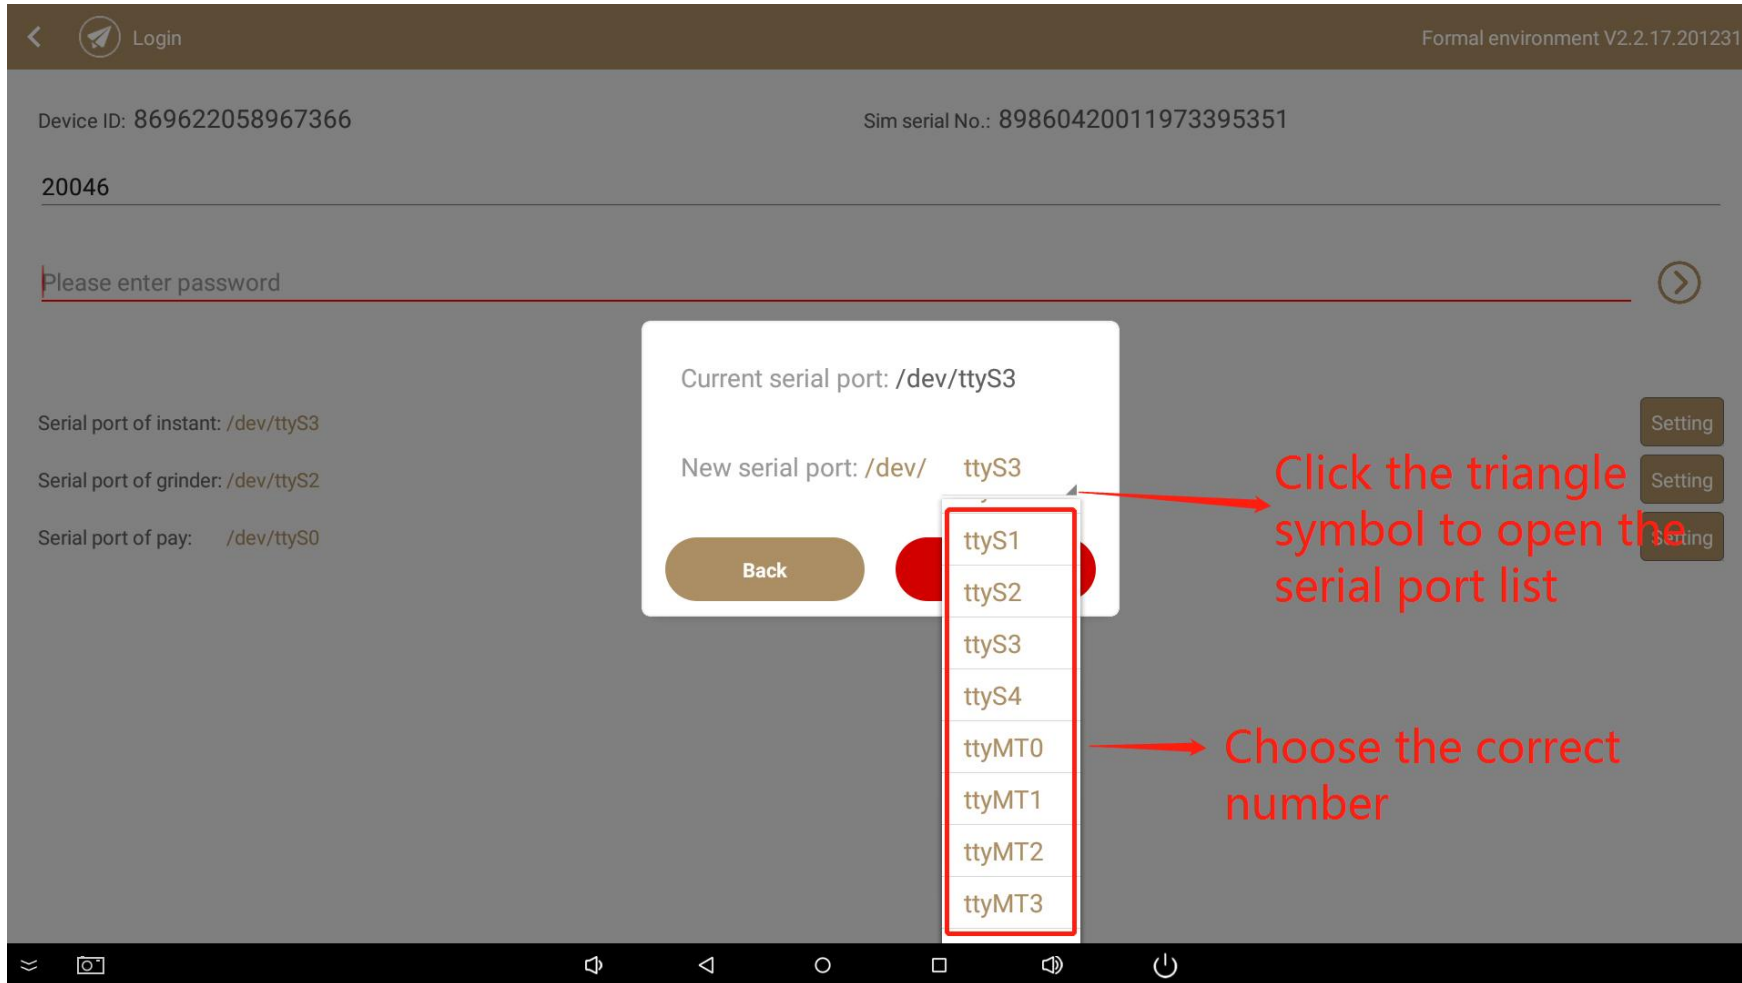 Login
Formal environment V2.2.17.201231
Device ID: 869622058967366
Sim serial No.: 89860420011973395351
20046
Please enter password
Current serial port: /dev/ttyS3
Serial port of instant: /dev/ttyS3
Setting
New serial port: /dev/ ttyS3
Serial port of grinder: /dev/ttyS2
Setting
Serial port of pay: /dev/ttyS0
Setting
Back
ttyS1
ttyS2
ttyS3
ttyS4
ttyMT0
ttyMT1
ttyMT2
ttyMT3
Click the triangle
symbol to open the
serial port list
Choose the correct
number